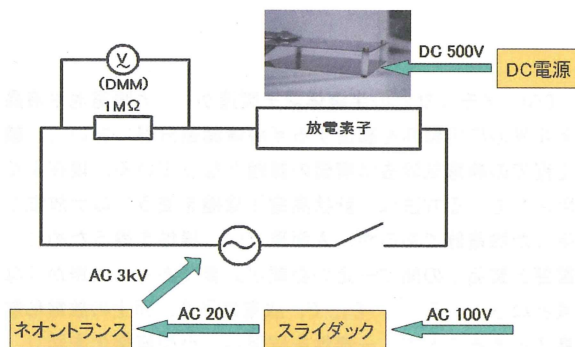 V
(DMM)
1MΩ
DC 500V
DC電源
放電素子
AC 3kV
ネオントランス
AC 20V
スライダック
AC 100V